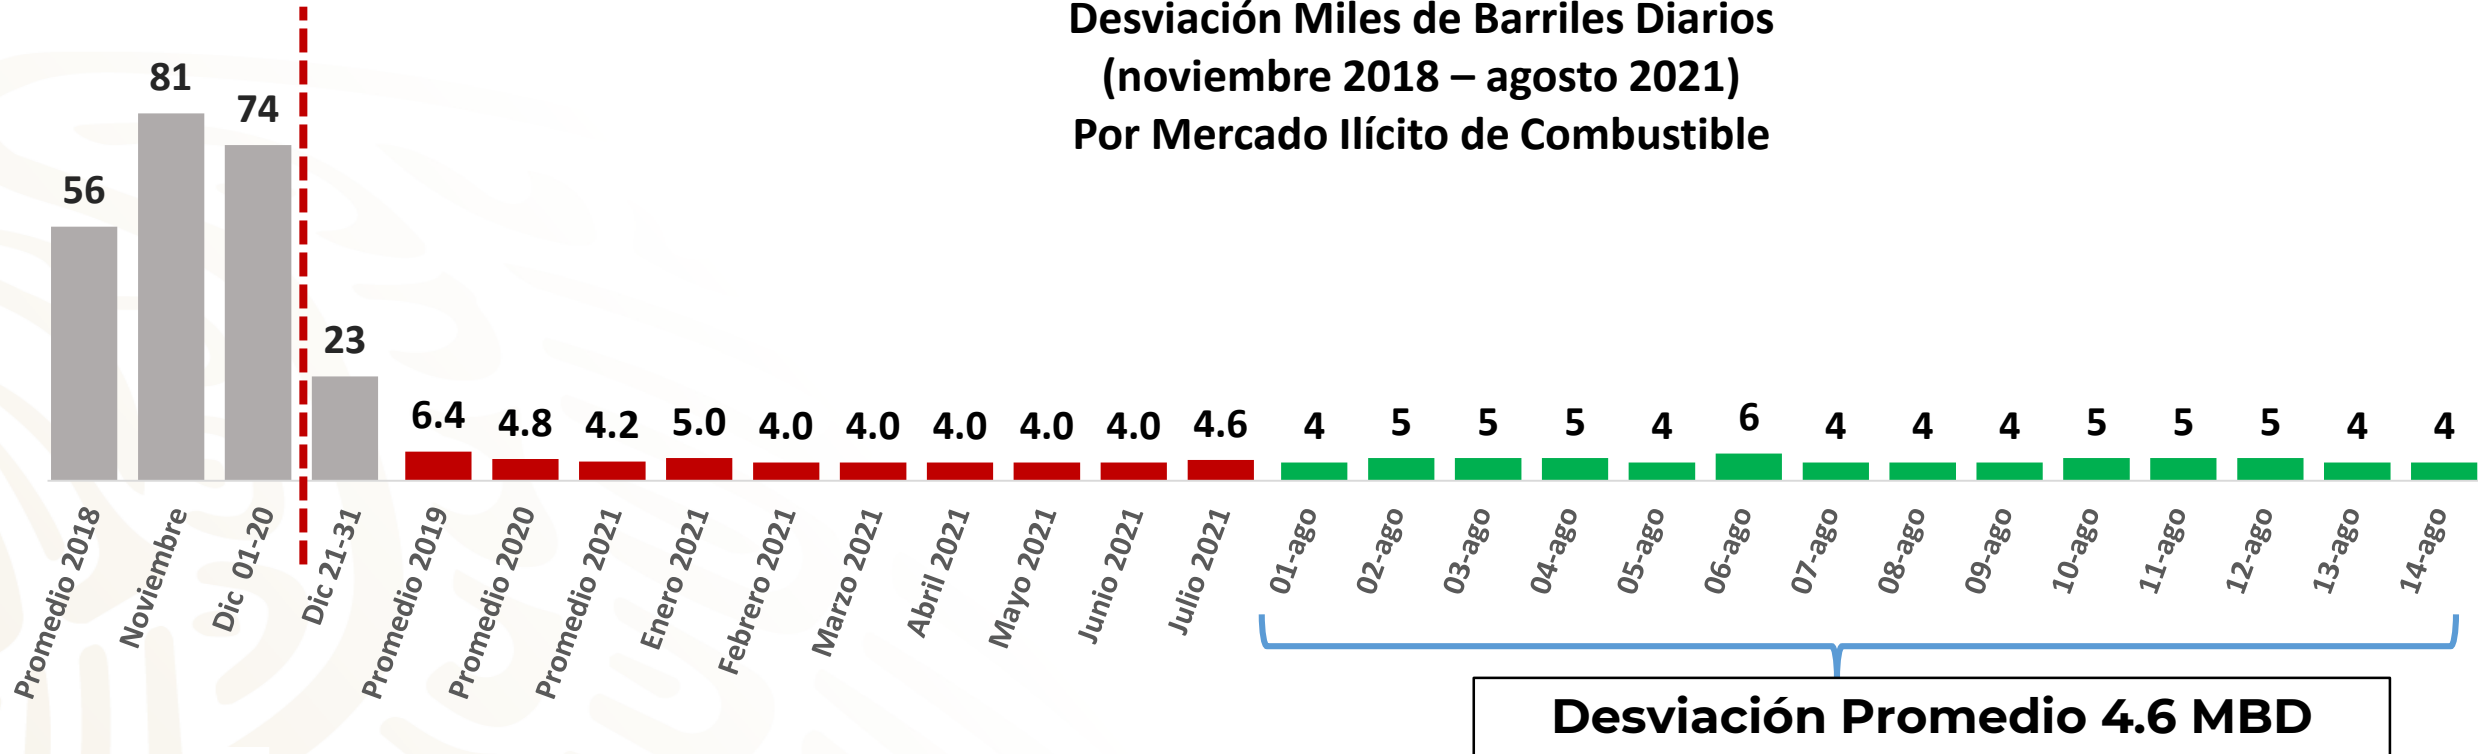 Desviación Miles de Barriles Diarios
(noviembre 2018 – agosto 2021)
Por Mercado Ilícito de Combustible
56
81
74
23
6.4
4.8
4.2
5.0
4.0
4.0
4.0
4.0
4.0
4.6
4
5
5
5
4
6
4
4
4
5
5
5
4
4
Promedio 2018
Noviembre
Dic 01-20
Dic 21-31
Promedio 2019
Promedio 2020
Promedio 2021
Enero 2021
Febrero 2021
Marzo 2021
Abril 2021
Mayo 2021
Junio 2021
Julio 2021
01-ago
02-ago
03-ago
04-ago
05-ago
06-ago
07-ago
08-ago
09-ago
10-ago
11-ago
12-ago
13-ago
14-ago
Desviación Promedio 4.6 MBD